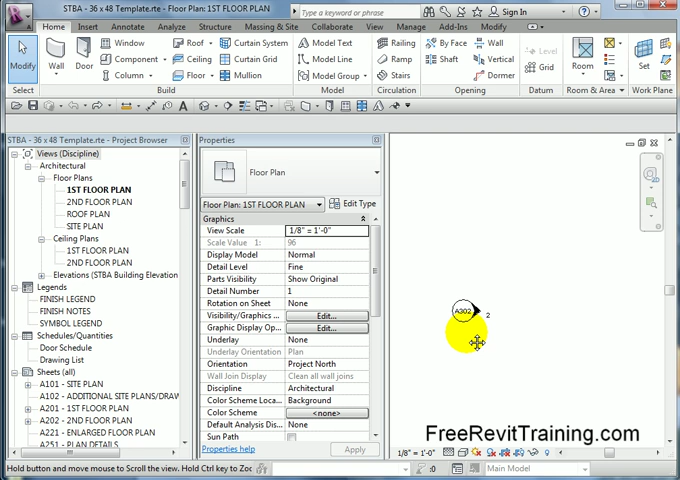 STBA - 36 x 48 Template.rte - Floor Plan: 1ST FLOOR PLAN
Type a keyword or phrase
Sign In
Home Insert Annotate Analyze Structure Massing & Site Collaborate View Manage Add-Ins Modify
Modify
Wall
Door
Window
Component
Column
Roof
Ceiling
Floor
Curtain System
Curtain Grid
Mullion
Model Text
Model Line
Model Group
Railing
Ramp
Stairs
By Face
Shaft
Wall
Vertical
Dormer
Level
Grid
Room
Set
Select Build Model Circulation Opening Datum Room & Area Work Plane
STBA - 36 x 48 Template.rte - Project Browser
Views (Discipline)
Architectural
Floor Plans
1ST FLOOR PLAN
2ND FLOOR PLAN
ROOF PLAN
SITE PLAN
Ceiling Plans
1ST FLOOR PLAN
2ND FLOOR PLAN
Elevations (STBA Building Elevation
Legends
FINISH LEGEND
FINISH NOTES
SYMBOL LEGEND
Schedules/Quantities
Door Schedule
Drawing List
Sheets (all)
A101 - SITE PLAN
A102 - ADDITIONAL SITE PLANS/DRAW
A201 - 1ST FLOOR PLAN
A202 - 2ND FLOOR PLAN
A221 - ENLARGED FLOOR PLAN
A251 - PLAN DETAILS
Properties
Floor Plan
Floor Plan: 1ST FLOOR PLAN
Edit Type
Graphics
View Scale 1/8" = 1'-0"
Scale Value 1: 96
Display Model Normal
Detail Level Fine
Parts Visibility Show Original
Detail Number 1
Rotation on Sheet None
Visibility/Graphics ... Edit...
Graphic Display Op... Edit...
Underlay None
Underlay Orientation Plan
Orientation Project North
Wall Join Display Clean all wall joins
Discipline Architectural
Color Scheme Loca... Background
Color Scheme <none>
Default Analysis Dis... None
Sun Path
Properties help
Apply
A302
2
FreeRevitTraining.com
1/8" = 1'-0"
Hold button and move mouse to Scroll the view. Hold Ctrl key to Zoc
:0
Main Model